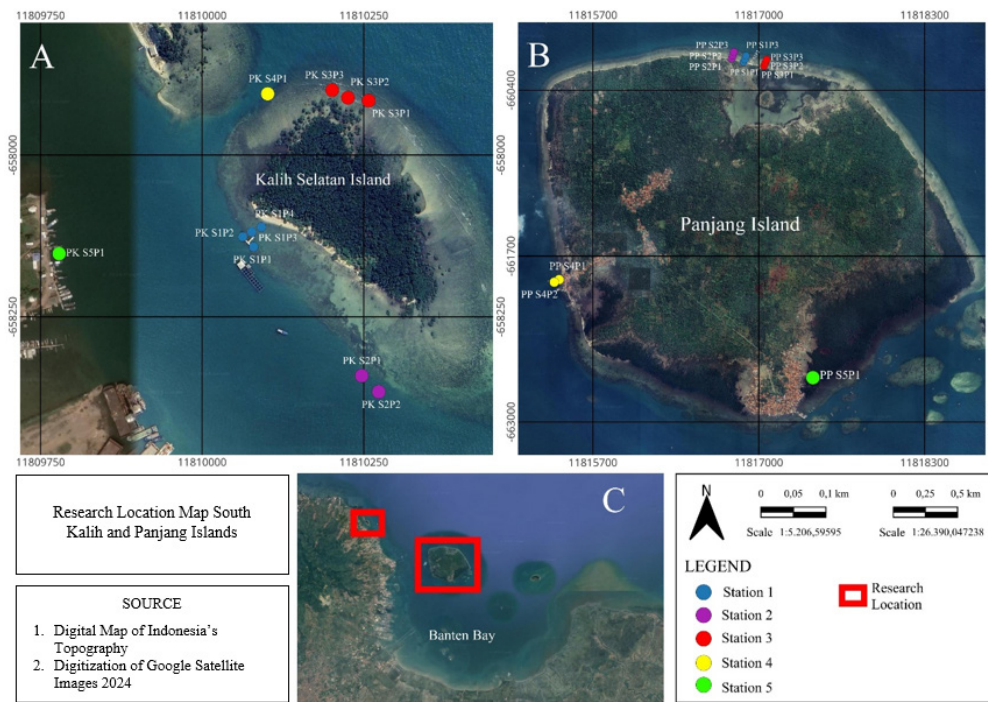 11809750
11810000
11810250
11815700
11817000
11818300
A
PK S4P1
PK S3P3
PK S3P2
PK S3P1
-658000
Kalih Selatan Island
PK S1P4
PK S1P2
PK S1P3
PK S1P1
PK S5P1
-658250
PK S2P1
PK S2P2
11809750
11810000
11810250
B
PP S2P3
PP S1P3
PP S2P2
PP S3P3
PP S3P2
PP S2P1
PP S1P1
PP S3P1
-660400
Panjang Island
-661700
PP S4P1
PP S4P2
PP S5P1
-663000
11815700
11817000
11818300
Research Location Map South
Kalih and Panjang Islands
SOURCE
1. Digital Map of Indonesia's
Topography
2. Digitization of Google Satellite
Images 2024
C
Banten Bay
N
0 0,05 0,1 km
Scale 1:5.206,59595
0 0,25 0,5 km
Scale 1:26.390,047238
LEGEND
Station 1
Station 2
Station 3
Station 4
Station 5
Research
Location